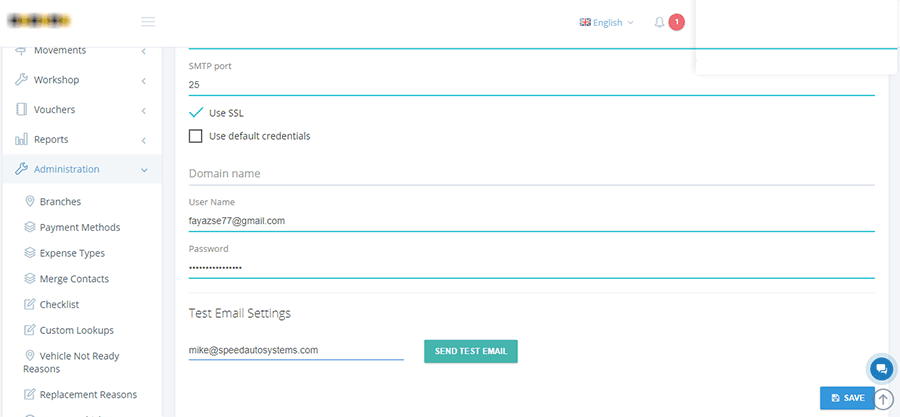 English
1
Movements
Workshop
Vouchers
Reports
Administration
Branches
Payment Methods
Expense Types
Merge Contacts
Checklist
Custom Lookups
Vehicle Not Ready
Reasons
Replacement Reasons
SMTP port
25
Use SSL
Use default credentials
Domain name
User Name
fayazse77@gmail.com
Password
••••••••••••••••
Test Email Settings
mike@speedautosystems.com
SEND TEST EMAIL
SAVE